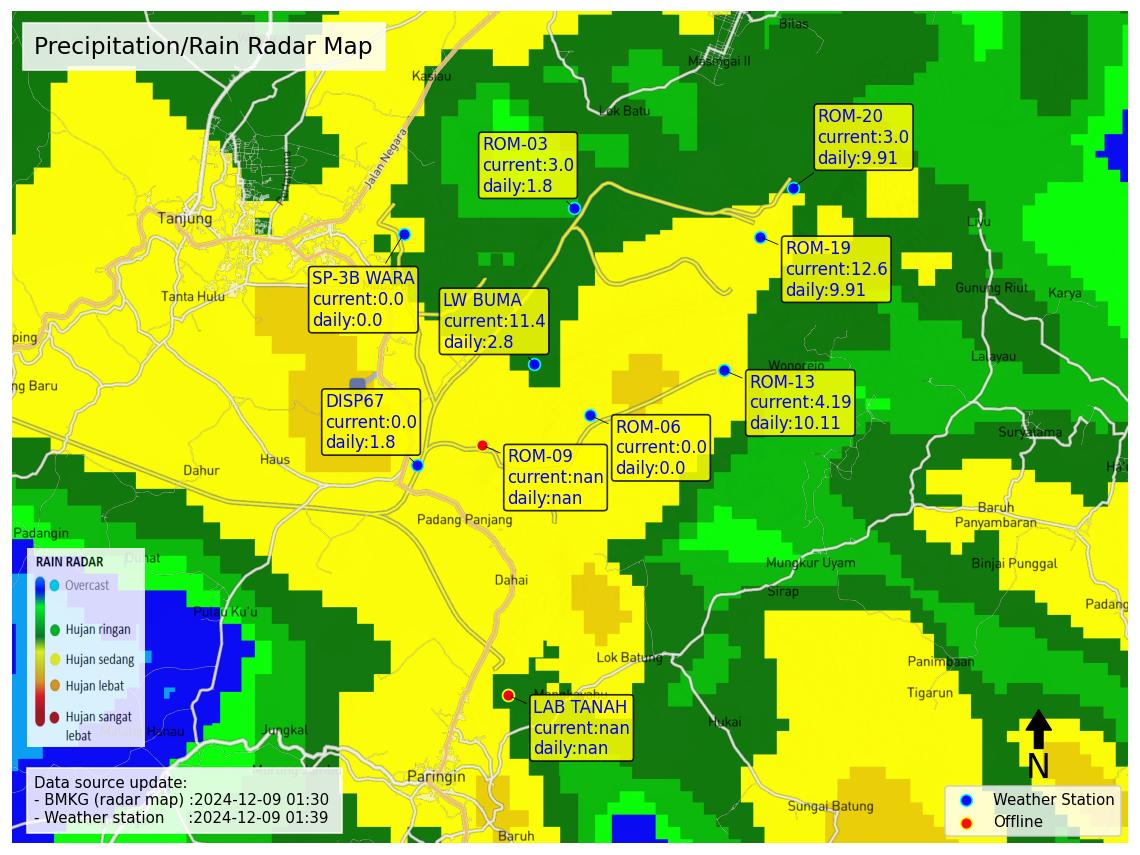 Precipitation/Rain Radar Map
Bitas
Masingai II
Kasiau
Lok Batu
Jalan Negara
ROM-20
current:3.0
daily:9.91
ROM-03
current:3.0
daily:1.8
Tanjung
Liyu
SP-3B WARA
current:0.0
daily:0.0
ROM-19
current:12.6
daily:9.91
Tanta Hulu
LW BUMA
current:11.4
daily:2.8
Gunung Riut
Karya
ping
Lalayau
Wonorejo
ng Baru
ROM-13
current:4.19
daily:10.11
DISP67
current:0.0
daily:1.8
ROM-06
current:0.0
daily:0.0
Suryatama
ROM-09
current:nan
daily:nan
Haus
Dahur
Ha
Padang Panjang
Baruh
Panyambaran
Padangin
Mungkur Uyam
Binjai Punggal
Dahai
Sirap
Padang
Pulau Ku'u
RAIN RADAR
Overcast
Hujan ringan
Hujan sedang
Hujan lebat
Hujan sangat
lebat
Lok Batung
Panimbaan
Tigarun
LAB TANAH
current:nan
daily:nan
Hukai
Jungkal
Paringin
N
Data source update:
- BMKG (radar map) :2024-12-09 01:30
- Weather station :2024-12-09 01:39
Sungai Batung
Baruh
Weather Station
Offline